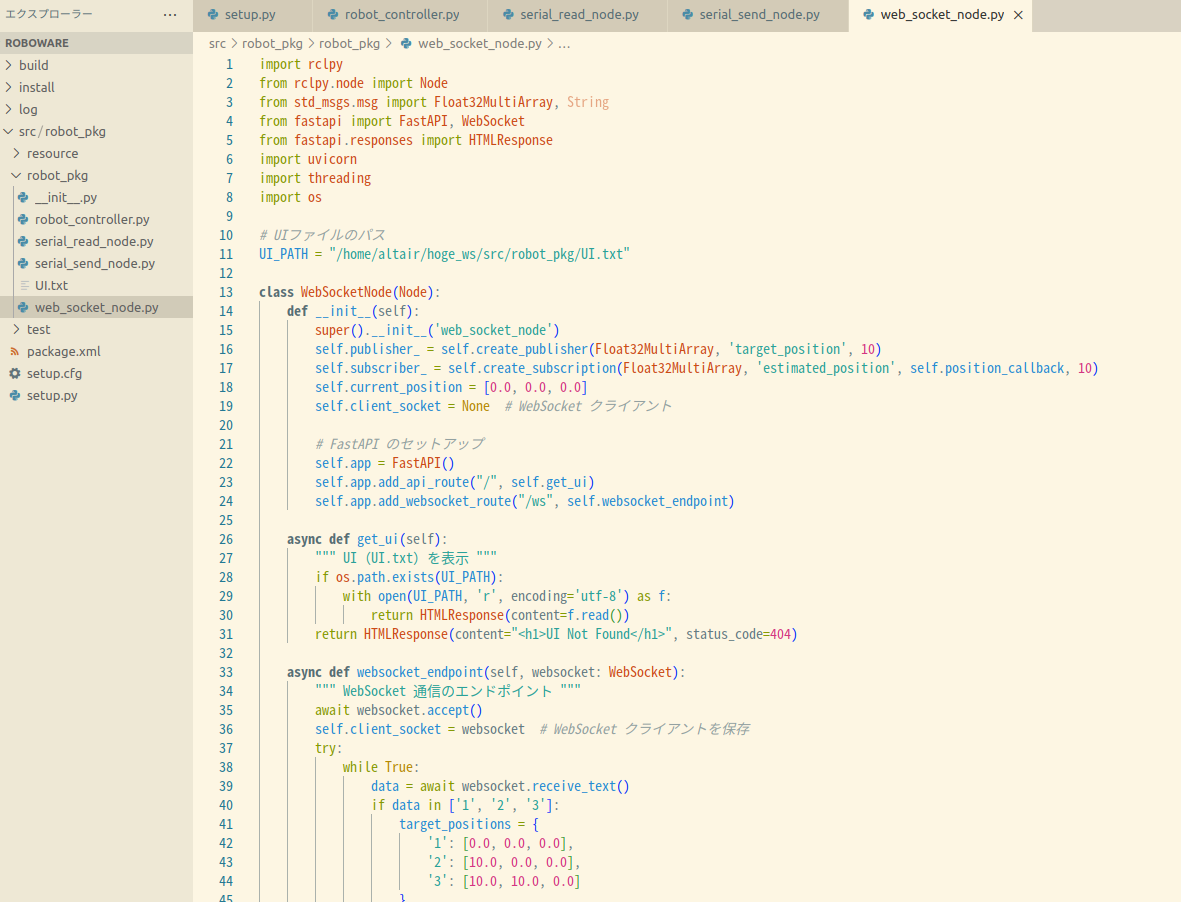 エクスプローラー ...
setup.py
robot_controller.py
serial_read_node.py
serial_send_node.py
web_socket_node.py
ROBOWARE
build
install
log
src/robot_pkg
resource
robot_pkg
__init__.py
robot_controller.py
serial_read_node.py
serial_send_node.py
UI.txt
web_socket_node.py
test
package.xml
setup.cfg
setup.py
src > robot_pkg > robot_pkg > web_socket_node.py > ...
1 import rclpy
2 from rclpy.node import Node
3 from std_msgs.msg import Float32MultiArray, String
4 from fastapi import FastAPI, WebSocket
5 from fastapi.responses import HTMLResponse
6 import uvicorn
7 import threading
8 import os
9
10 # UIファイルのパス
11 UI_PATH = "/home/altair/hoge_ws/src/robot_pkg/UI.txt"
12
13 class WebSocketNode(Node):
14     def __init__(self):
15         super().__init__('web_socket_node')
16         self.publisher_ = self.create_publisher(Float32MultiArray, 'target_position', 10)
17         self.subscriber_ = self.create_subscription(Float32MultiArray, 'estimated_position', self.position_callback, 10)
18         self.current_position = [0.0, 0.0, 0.0]
19         self.client_socket = None  # WebSocket クライアント
20
21         # FastAPI のセットアップ
22         self.app = FastAPI()
23         self.app.add_api_route("/", self.get_ui)
24         self.app.add_websocket_route("/ws", self.websocket_endpoint)
25
26     async def get_ui(self):
27         """ UI（UI.txt）を表示 """
28         if os.path.exists(UI_PATH):
29             with open(UI_PATH, 'r', encoding='utf-8') as f:
30                 return HTMLResponse(content=f.read())
31         return HTMLResponse(content="<h1>UI Not Found</h1>", status_code=404)
32
33     async def websocket_endpoint(self, websocket: WebSocket):
34         """ WebSocket 通信のエンドポイント """
35         await websocket.accept()
36         self.client_socket = websocket  # WebSocket クライアントを保存
37         try:
38             while True:
39                 data = await websocket.receive_text()
40                 if data in ['1', '2', '3']:
41                     target_positions = {
42                         '1': [0.0, 0.0, 0.0],
43                         '2': [10.0, 0.0, 0.0],
44                         '3': [10.0, 10.0, 0.0]
45                     }